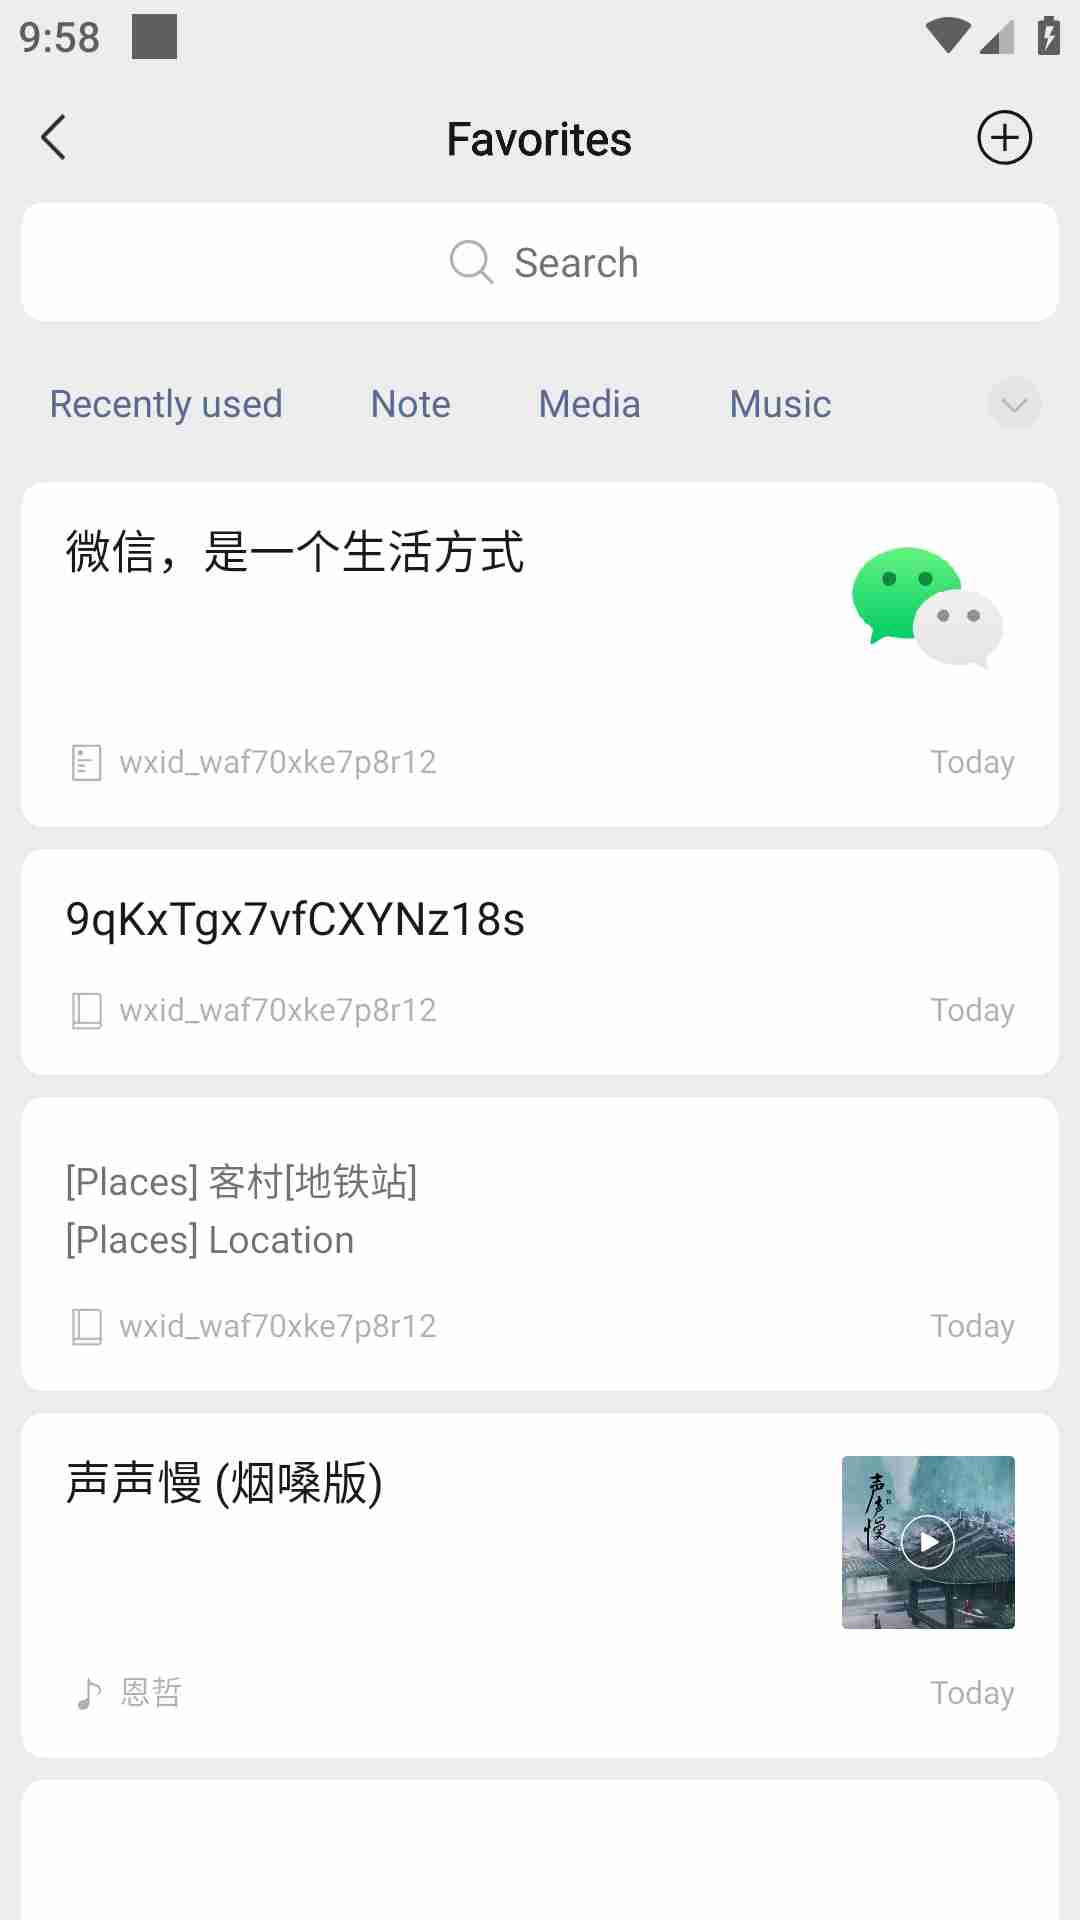 9:58
Favorites
Search
Recently used Note Media Music
微信，是一个生活方式
wxid_waf70xke7p8r12 Today
9qKxTgx7vfCXYNz18s
wxid_waf70xke7p8r12 Today
[Places] 客村[地铁站]
[Places] Location
wxid_waf70xke7p8r12 Today
声声慢 (烟嗓版)
声声慢
恩哲 Today